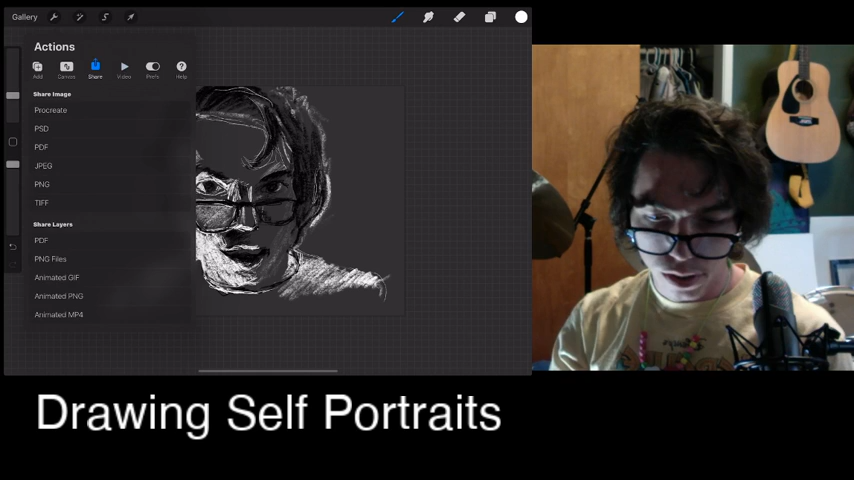 Gallery
Actions
Add Canvas Share Video Prefs Help
Share Image
Procreate
PSD
PDF
JPEG
PNG
TIFF
Share Layers
PDF
PNG Files
Animated GIF
Animated PNG
Animated MP4
Drawing Self Portraits